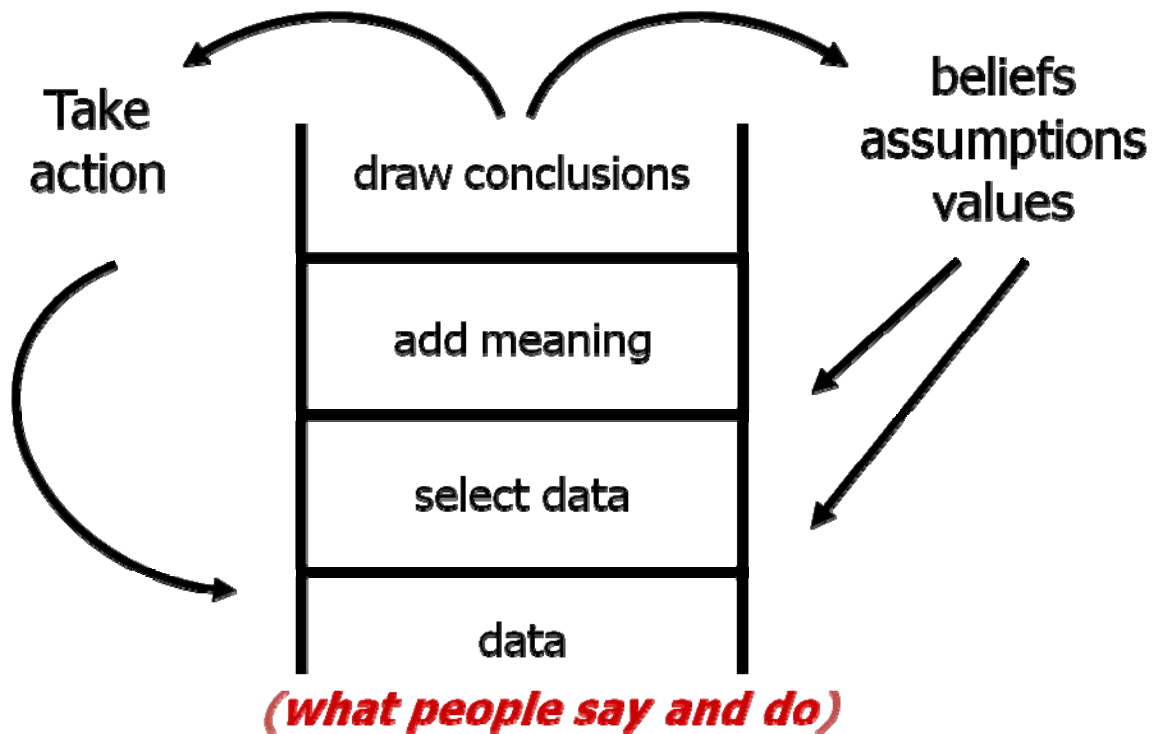 Take
action
draw conclusions
beliefs
assumptions
values
add meaning
select data
data
(what people say and do)